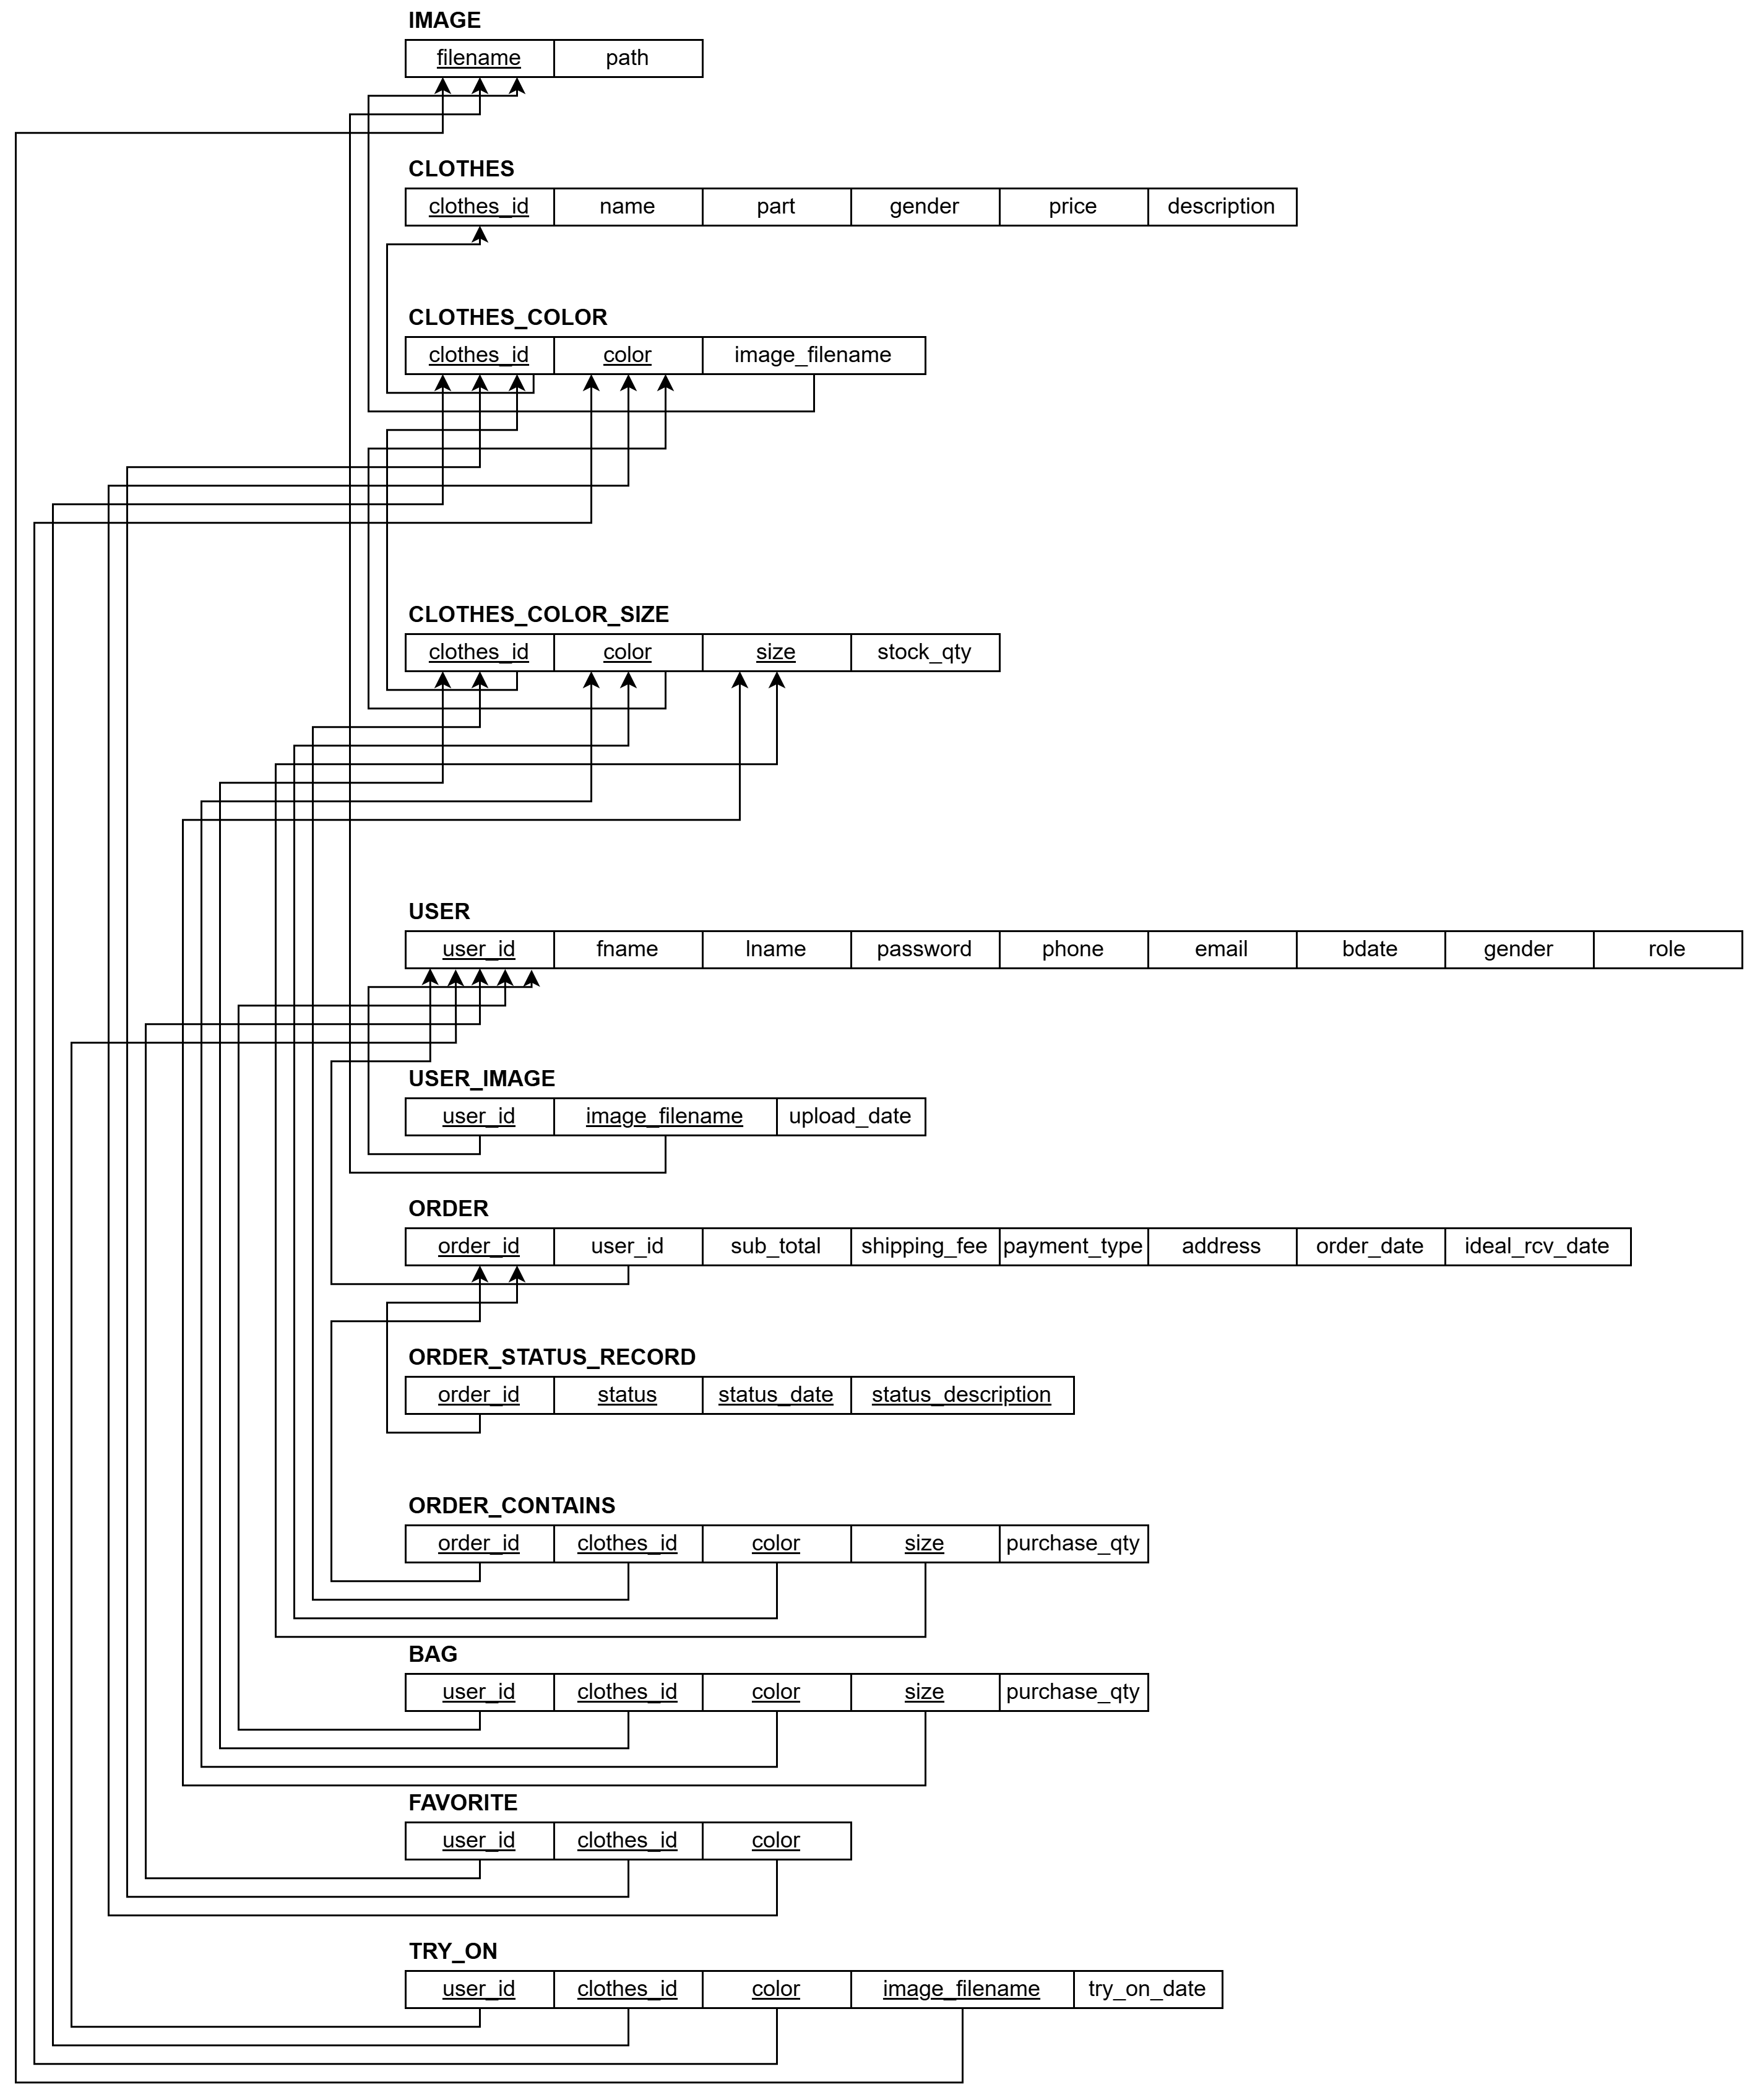 IMAGE
filename path
CLOTHES
clothes_id name part gender price description
CLOTHES_COLOR
clothes_id color image_filename
CLOTHES_COLOR_SIZE
clothes_id color size stock_qty
USER
user_id fname lname password phone email bdate gender role
USER_IMAGE
user_id image_filename upload_date
ORDER
order_id user_id sub_total shipping_fee payment_type address order_date ideal_rcv_date
ORDER_STATUS_RECORD
order_id status status_date status_description
ORDER_CONTAINS
order_id clothes_id color size purchase_qty
BAG
user_id clothes_id color size purchase_qty
FAVORITE
user_id clothes_id color
TRY_ON
user_id clothes_id color image_filename try_on_date